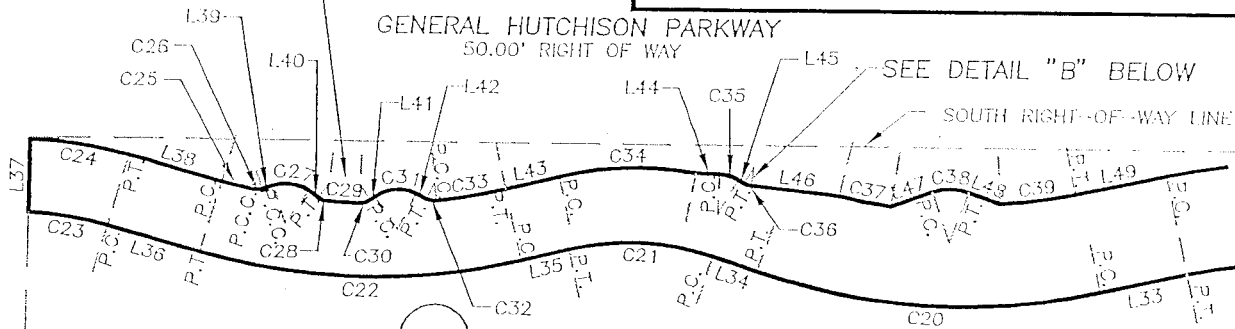 GENERAL HUTCHISON PARKWAY
50.00' RIGHT OF WAY
SEE DETAIL "B" BELOW
SOUTH RIGHT-OF-WAY LINE
L39
C26
C25
L40
L41
L42
L44
C35
L45
L37
C24
P.T.
L38
P.C.
P.C.C.
C27
P.T.
C29
C31
P.T.
C33
L43
P.C.
C34
P.C.
P.T.
L46
C37
L47
C38
P.T.
L48
C39
L49
P.C.
C28
C30
C32
C36
C23
P.C.
L36
P.T.
C22
P.T.
P.C.
L35
P.T.
C21
P.C.
L34
P.T.
C20
P.C.
L33
P.T.